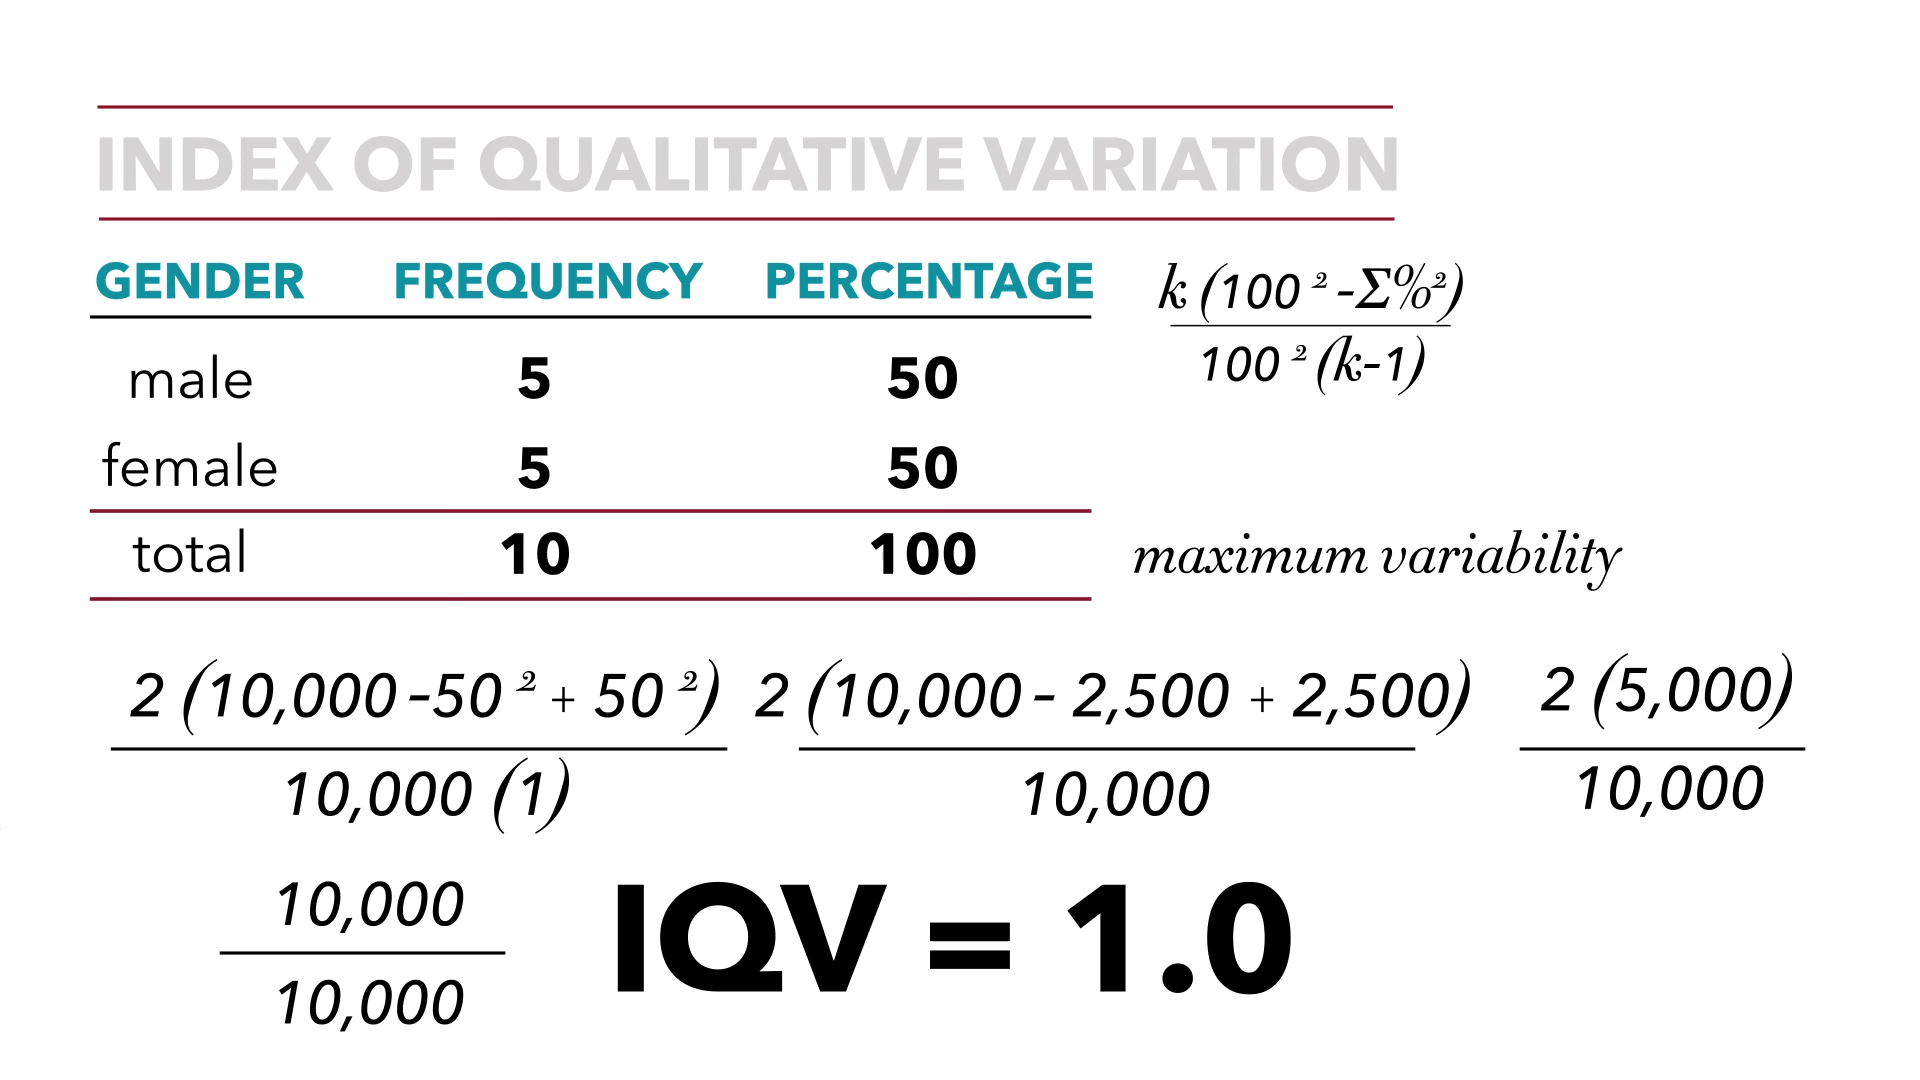 INDEX OF QUALITATIVE VARIATION
GENDER FREQUENCY PERCENTAGE
k (100 ² -Σ%²)
100 ² (k-1)
male 5 50
female 5 50
total 10 100 maximum variability
2 (10,000 -50 ² + 50 ²) 2 (10,000 - 2,500 + 2,500) 2 (5,000)
10,000 (1) 10,000 10,000
10,000
10,000
IQV = 1.0